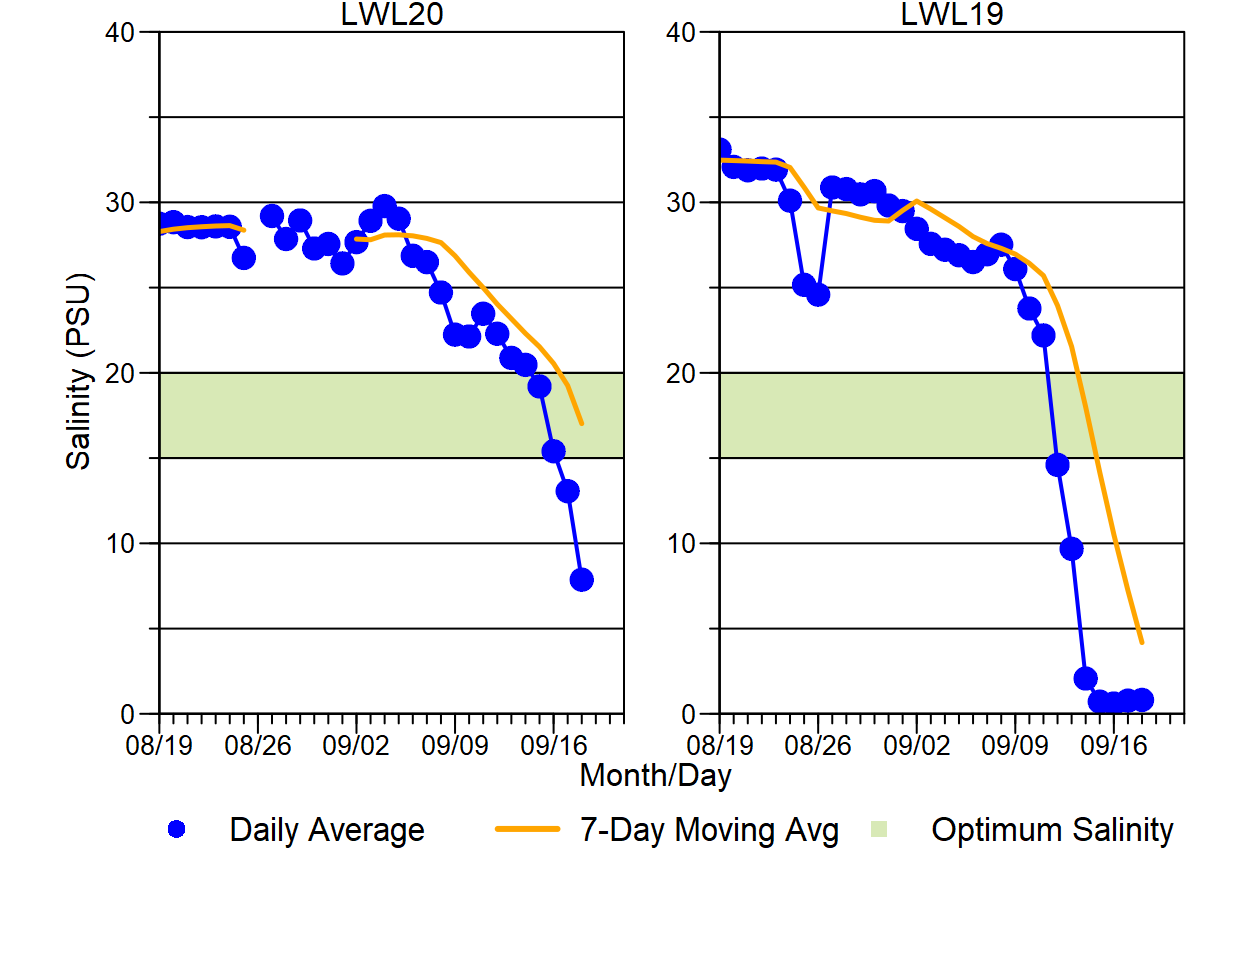 LWL20 LWL19
40 40
30 30
20 20
10 10
0 0
Salinity (PSU)
08/19 08/26 09/02 09/09 09/16 08/19 08/26 09/02 09/09 09/16
Month/Day
Daily Average 7-Day Moving Avg Optimum Salinity